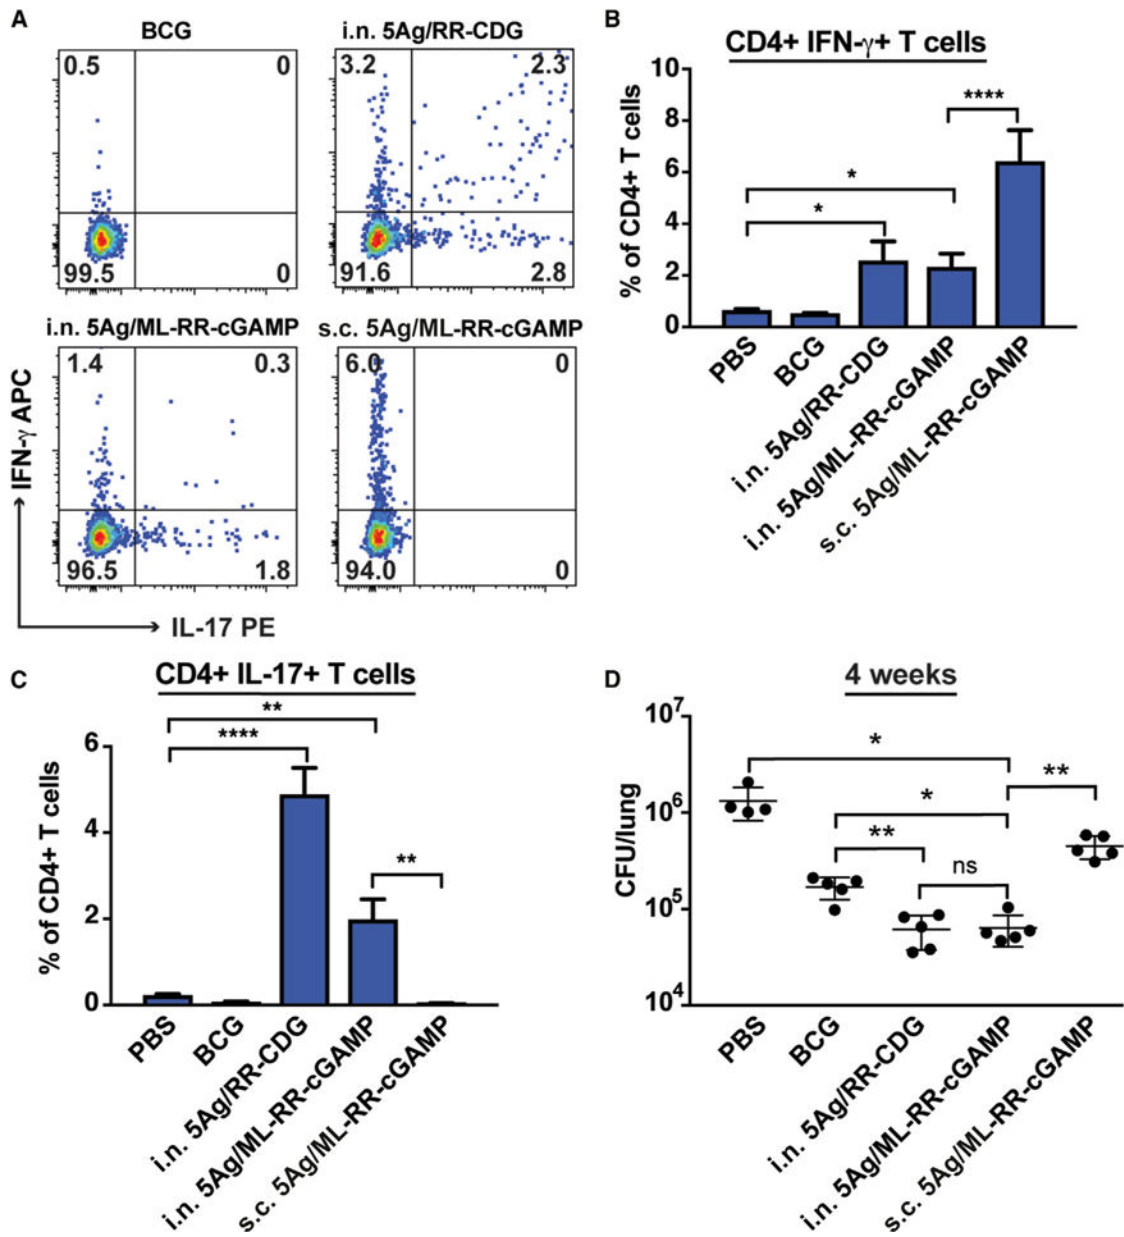 A
BCG
0.5
0
99.5
0
i.n. 5Ag/RR-CDG
3.2
2.3
91.6
2.8
i.n. 5Ag/ML-RR-cGAMP
1.4
0.3
96.5
1.8
s.c. 5Ag/ML-RR-cGAMP
6.0
0
94.0
0
IFN-γ APC
IL-17 PE
B
CD4+ IFN-γ+ T cells
% of CD4+ T cells
10
8
6
4
2
0
****
*
*
PBS
BCG
i.n. 5Ag/RR-CDG
i.n. 5Ag/ML-RR-cGAMP
s.c. 5Ag/ML-RR-cGAMP
C
CD4+ IL-17+ T cells
% of CD4+ T cells
6
4
2
0
**
****
**
PBS
BCG
i.n. 5Ag/RR-CDG
i.n. 5Ag/ML-RR-cGAMP
s.c. 5Ag/ML-RR-cGAMP
D
4 weeks
CFU/lung
10⁷
10⁶
10⁵
10⁴
*
**
*
**
ns
PBS
BCG
i.n. 5Ag/RR-CDG
i.n. 5Ag/ML-RR-cGAMP
s.c. 5Ag/ML-RR-cGAMP